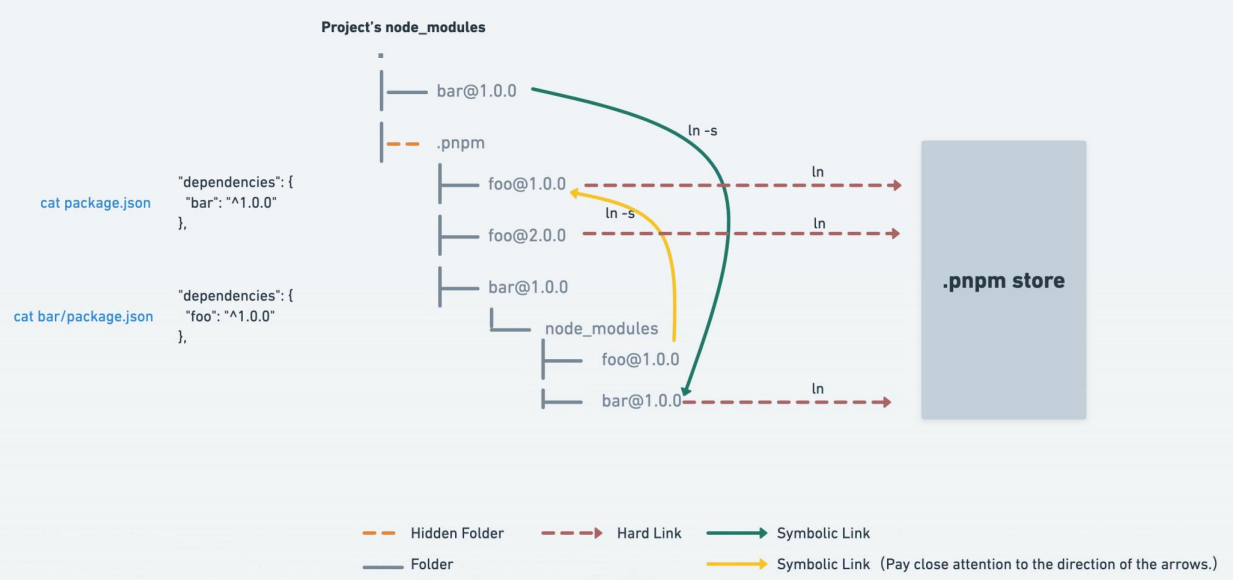 Project's node_modules
.
bar@1.0.0
ln -s
.pnpm
foo@1.0.0
ln
ln -s
foo@2.0.0
ln
bar@1.0.0
node_modules
foo@1.0.0
bar@1.0.0
ln
cat package.json
"dependencies": {
"bar": "^1.0.0"
},
cat bar/package.json
"dependencies": {
"foo": "^1.0.0"
},
.pnpm store
Hidden Folder
Hard Link
Symbolic Link
Folder
Symbolic Link (Pay close attention to the direction of the arrows.)